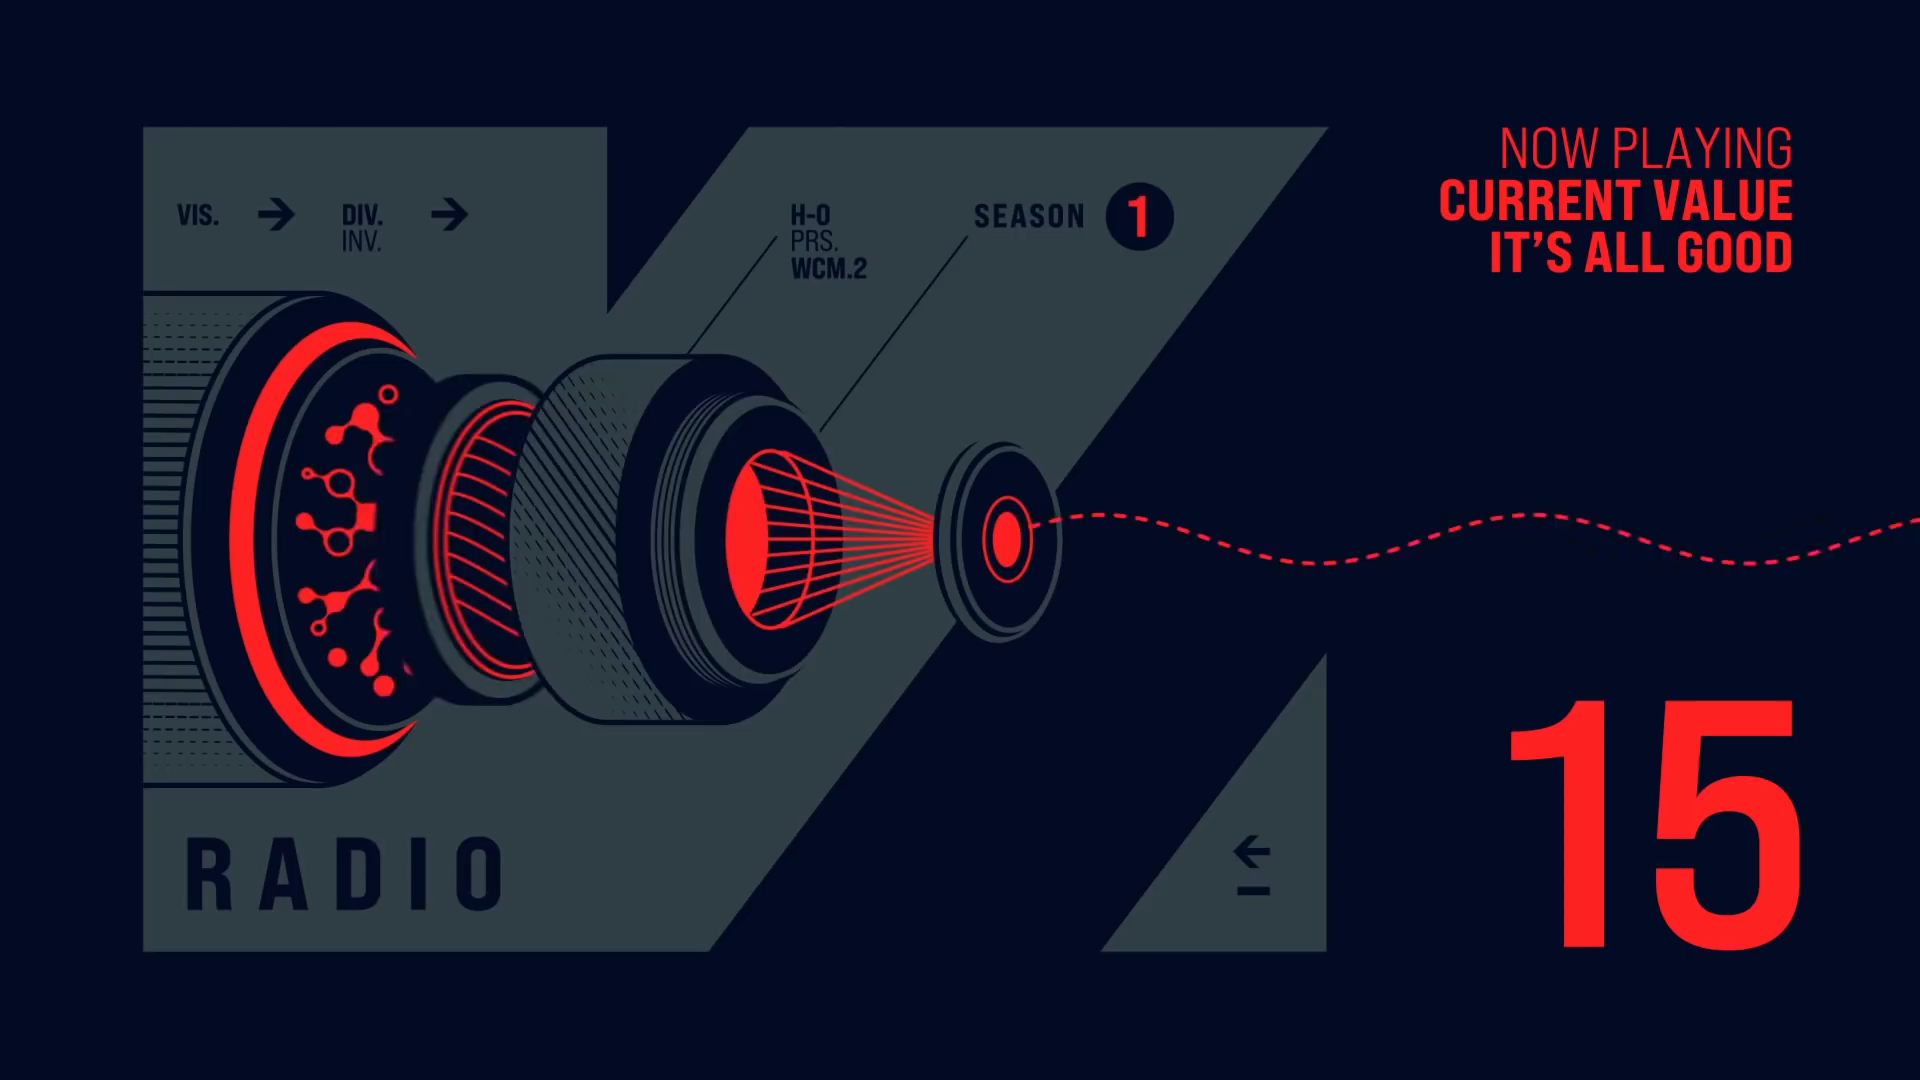 VIS.
DIV.
INV.
H-O
PRS.
WCM.2
SEASON 1
NOW PLAYING
CURRENT VALUE
IT’S ALL GOOD
RADIO
15